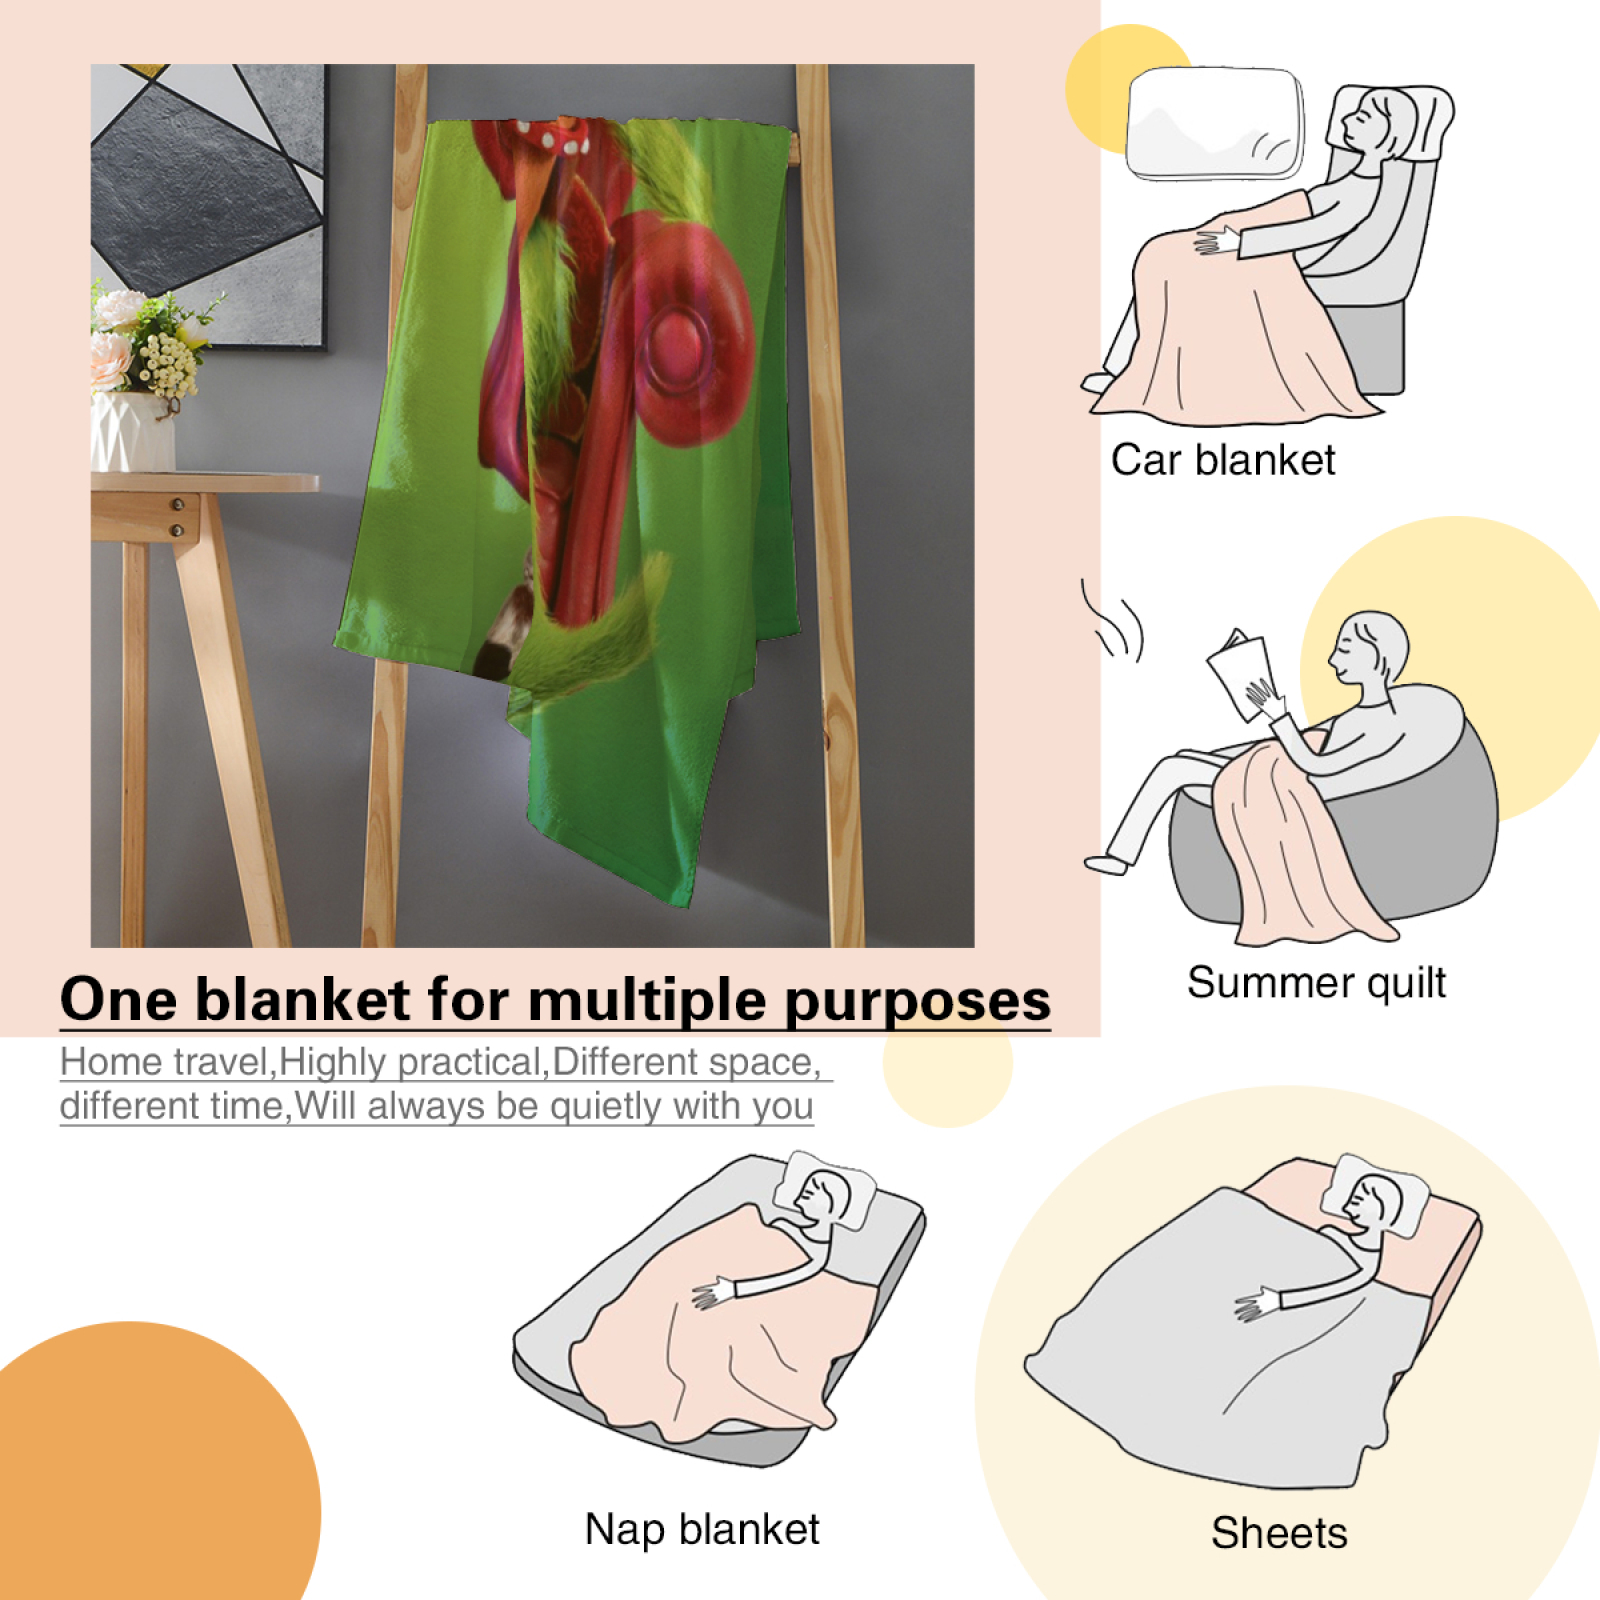 Car blanket
Summer quilt
One blanket for multiple purposes
Home travel,Highly practical,Different space,
different time,Will always be quietly with you
Nap blanket
Sheets